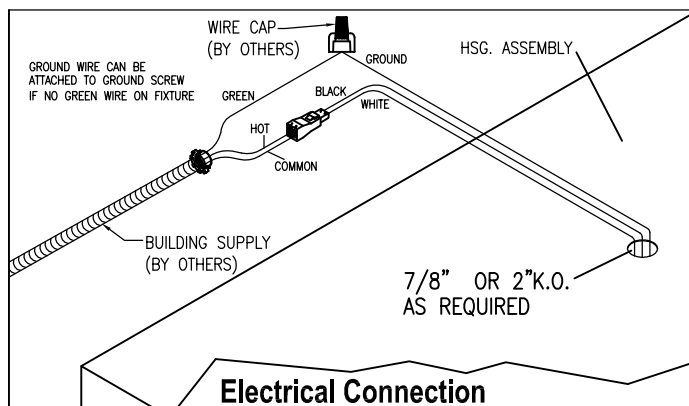 WIRE CAP
(BY OTHERS)
HSG. ASSEMBLY
GROUND WIRE CAN BE
ATTACHED TO GROUND SCREW
IF NO GREEN WIRE ON FIXTURE
GROUND
GREEN
BLACK
WHITE
HOT
COMMON
BUILDING SUPPLY
(BY OTHERS)
7/8" OR 2"K.O.
AS REQUIRED
Electrical Connection